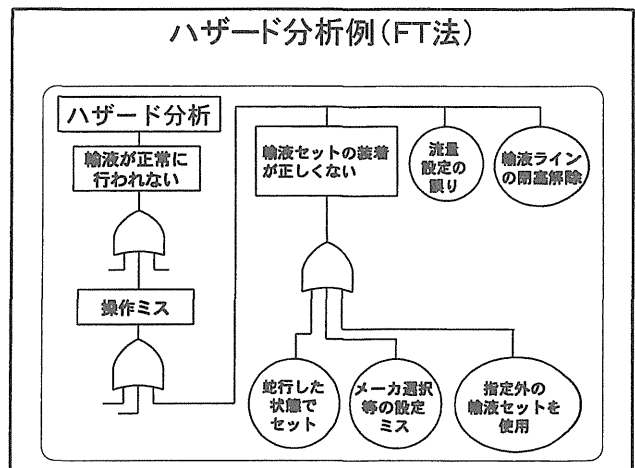 ハザード分析例(FT法)
ハザード分析
輸液が正常に
行われない
操作ミス
輸液セットの装着
が正しくない
流量
設定の
誤り
輸液ライン
の閉塞解除
蛇行した
状態で
セット
メーカ選択
等の設定
ミス
指定外の
輸液セットを
使用